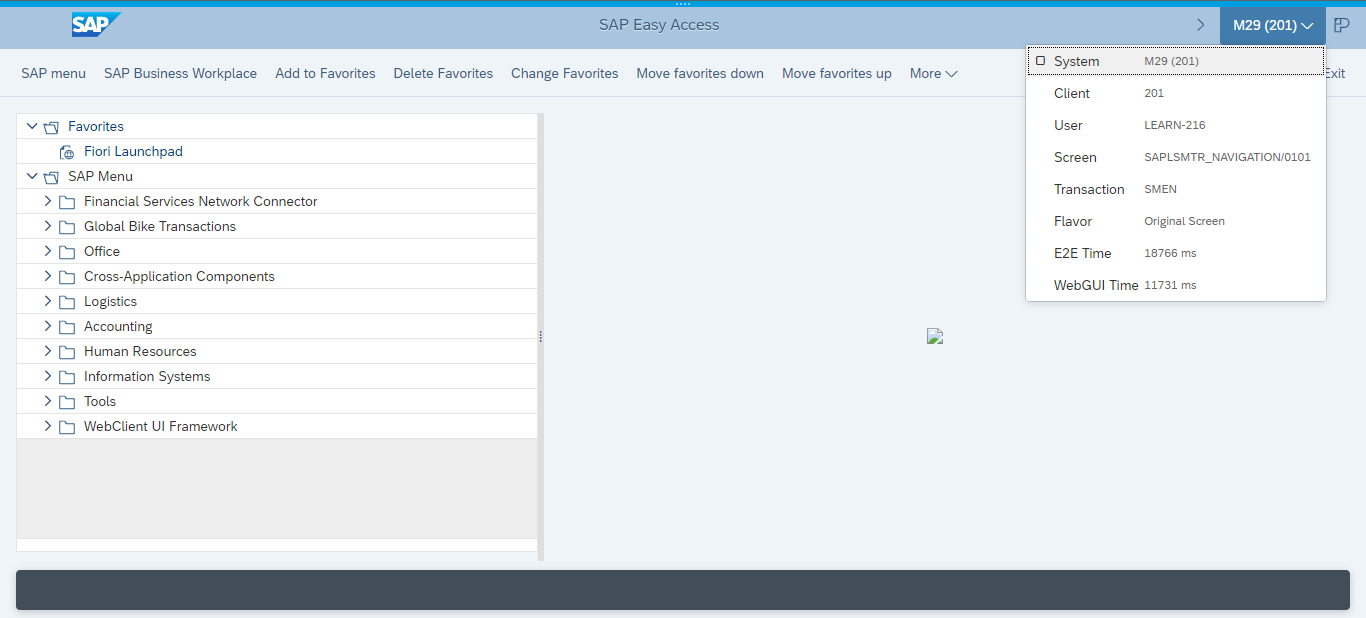 SAP
SAP Easy Access
M29 (201)
SAP menu
SAP Business Workplace
Add to Favorites
Delete Favorites
Change Favorites
Move favorites down
Move favorites up
More
System M29 (201)
Client 201
User LEARN-216
Screen SAPLSMTR_NAVIGATION/0101
Transaction SMEN
Flavor Original Screen
E2E Time 18766 ms
WebGUI Time 11731 ms
Favorites
Fiori Launchpad
SAP Menu
Financial Services Network Connector
Global Bike Transactions
Office
Cross-Application Components
Logistics
Accounting
Human Resources
Information Systems
Tools
WebClient UI Framework